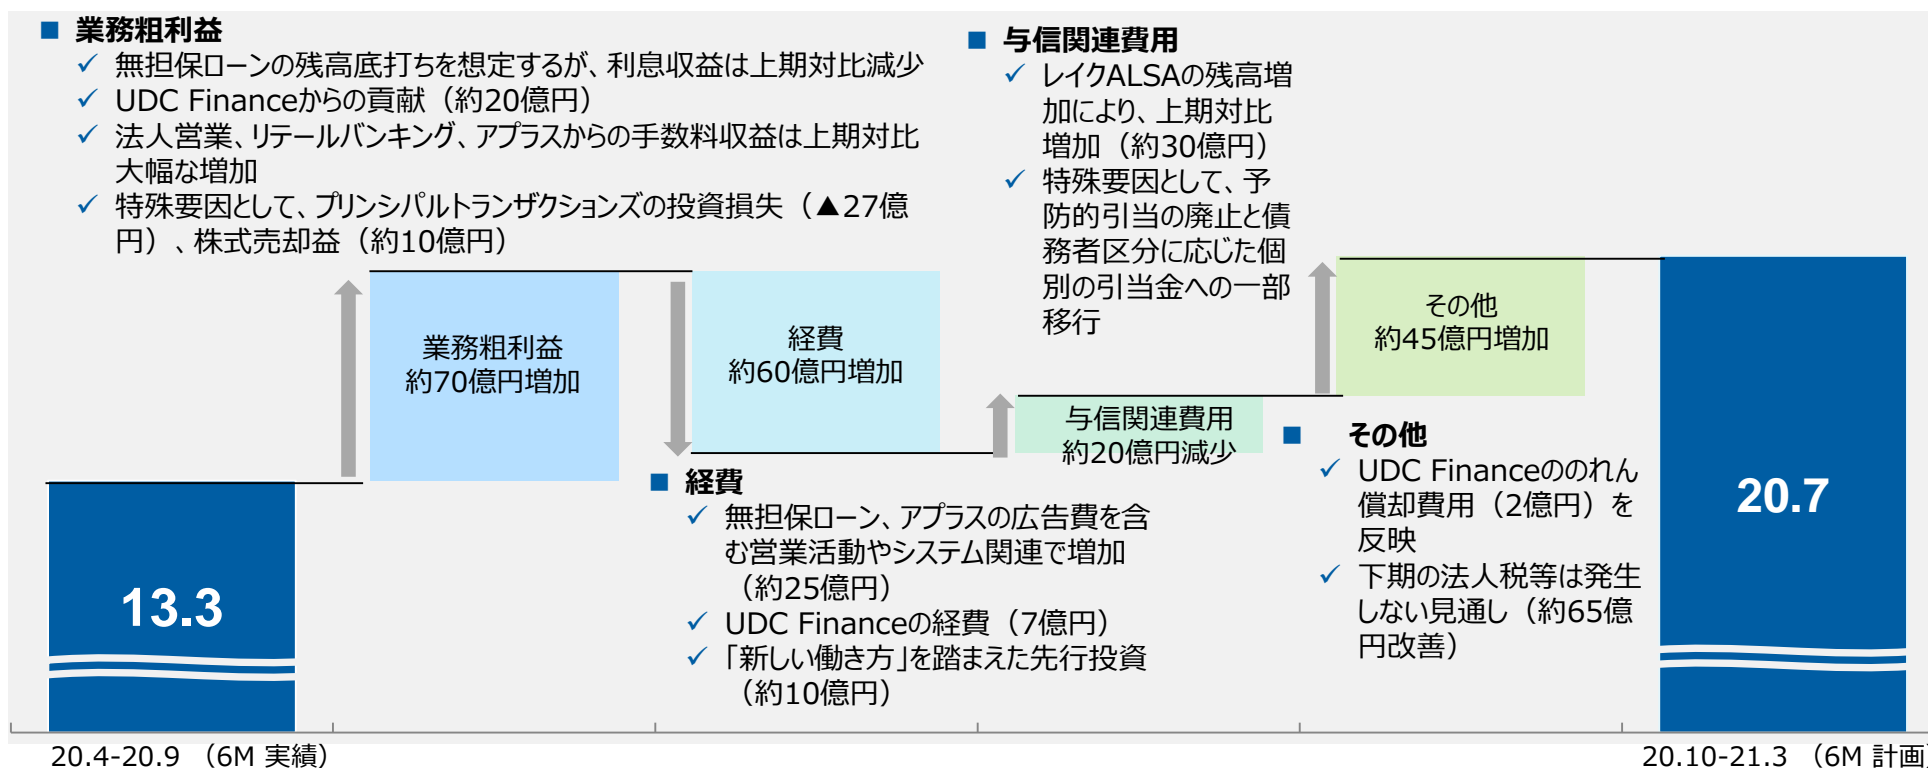 ■ 業務粗利益
✓ 無担保ローンの残高底打ちを想定するが、利息収益は上期対比減少
✓ UDC Financeからの貢献（約20億円）
✓ 法人営業、リテールバンキング、アプラスからの手数料収益は上期対比
大幅な増加
✓ 特殊要因として、プリンシパルトランザクションズの投資損失（▲27億
円）、株式売却益（約10億円）
■ 与信関連費用
✓ レイクALSAの残高増
加により、上期対比
増加（約30億円）
✓ 特殊要因として、予
防的引当の廃止と債
務者区分に応じた個
別の引当金への一部
移行
業務粗利益
約70億円増加
経費
約60億円増加
与信関連費用
約20億円減少
その他
約45億円増加
■ 経費
✓ 無担保ローン、アプラスの広告費を含
む営業活動やシステム関連で増加
（約25億円）
✓ UDC Financeの経費（7億円）
✓ 「新しい働き方」を踏まえた先行投資
（約10億円）
■ その他
✓ UDC Financeののれん
償却費用（2億円）を
反映
✓ 下期の法人税等は発生
しない見通し（約65億
円改善）
13.3
20.7
20.4-20.9 （6M 実績）
20.10-21.3 （6M 計画）